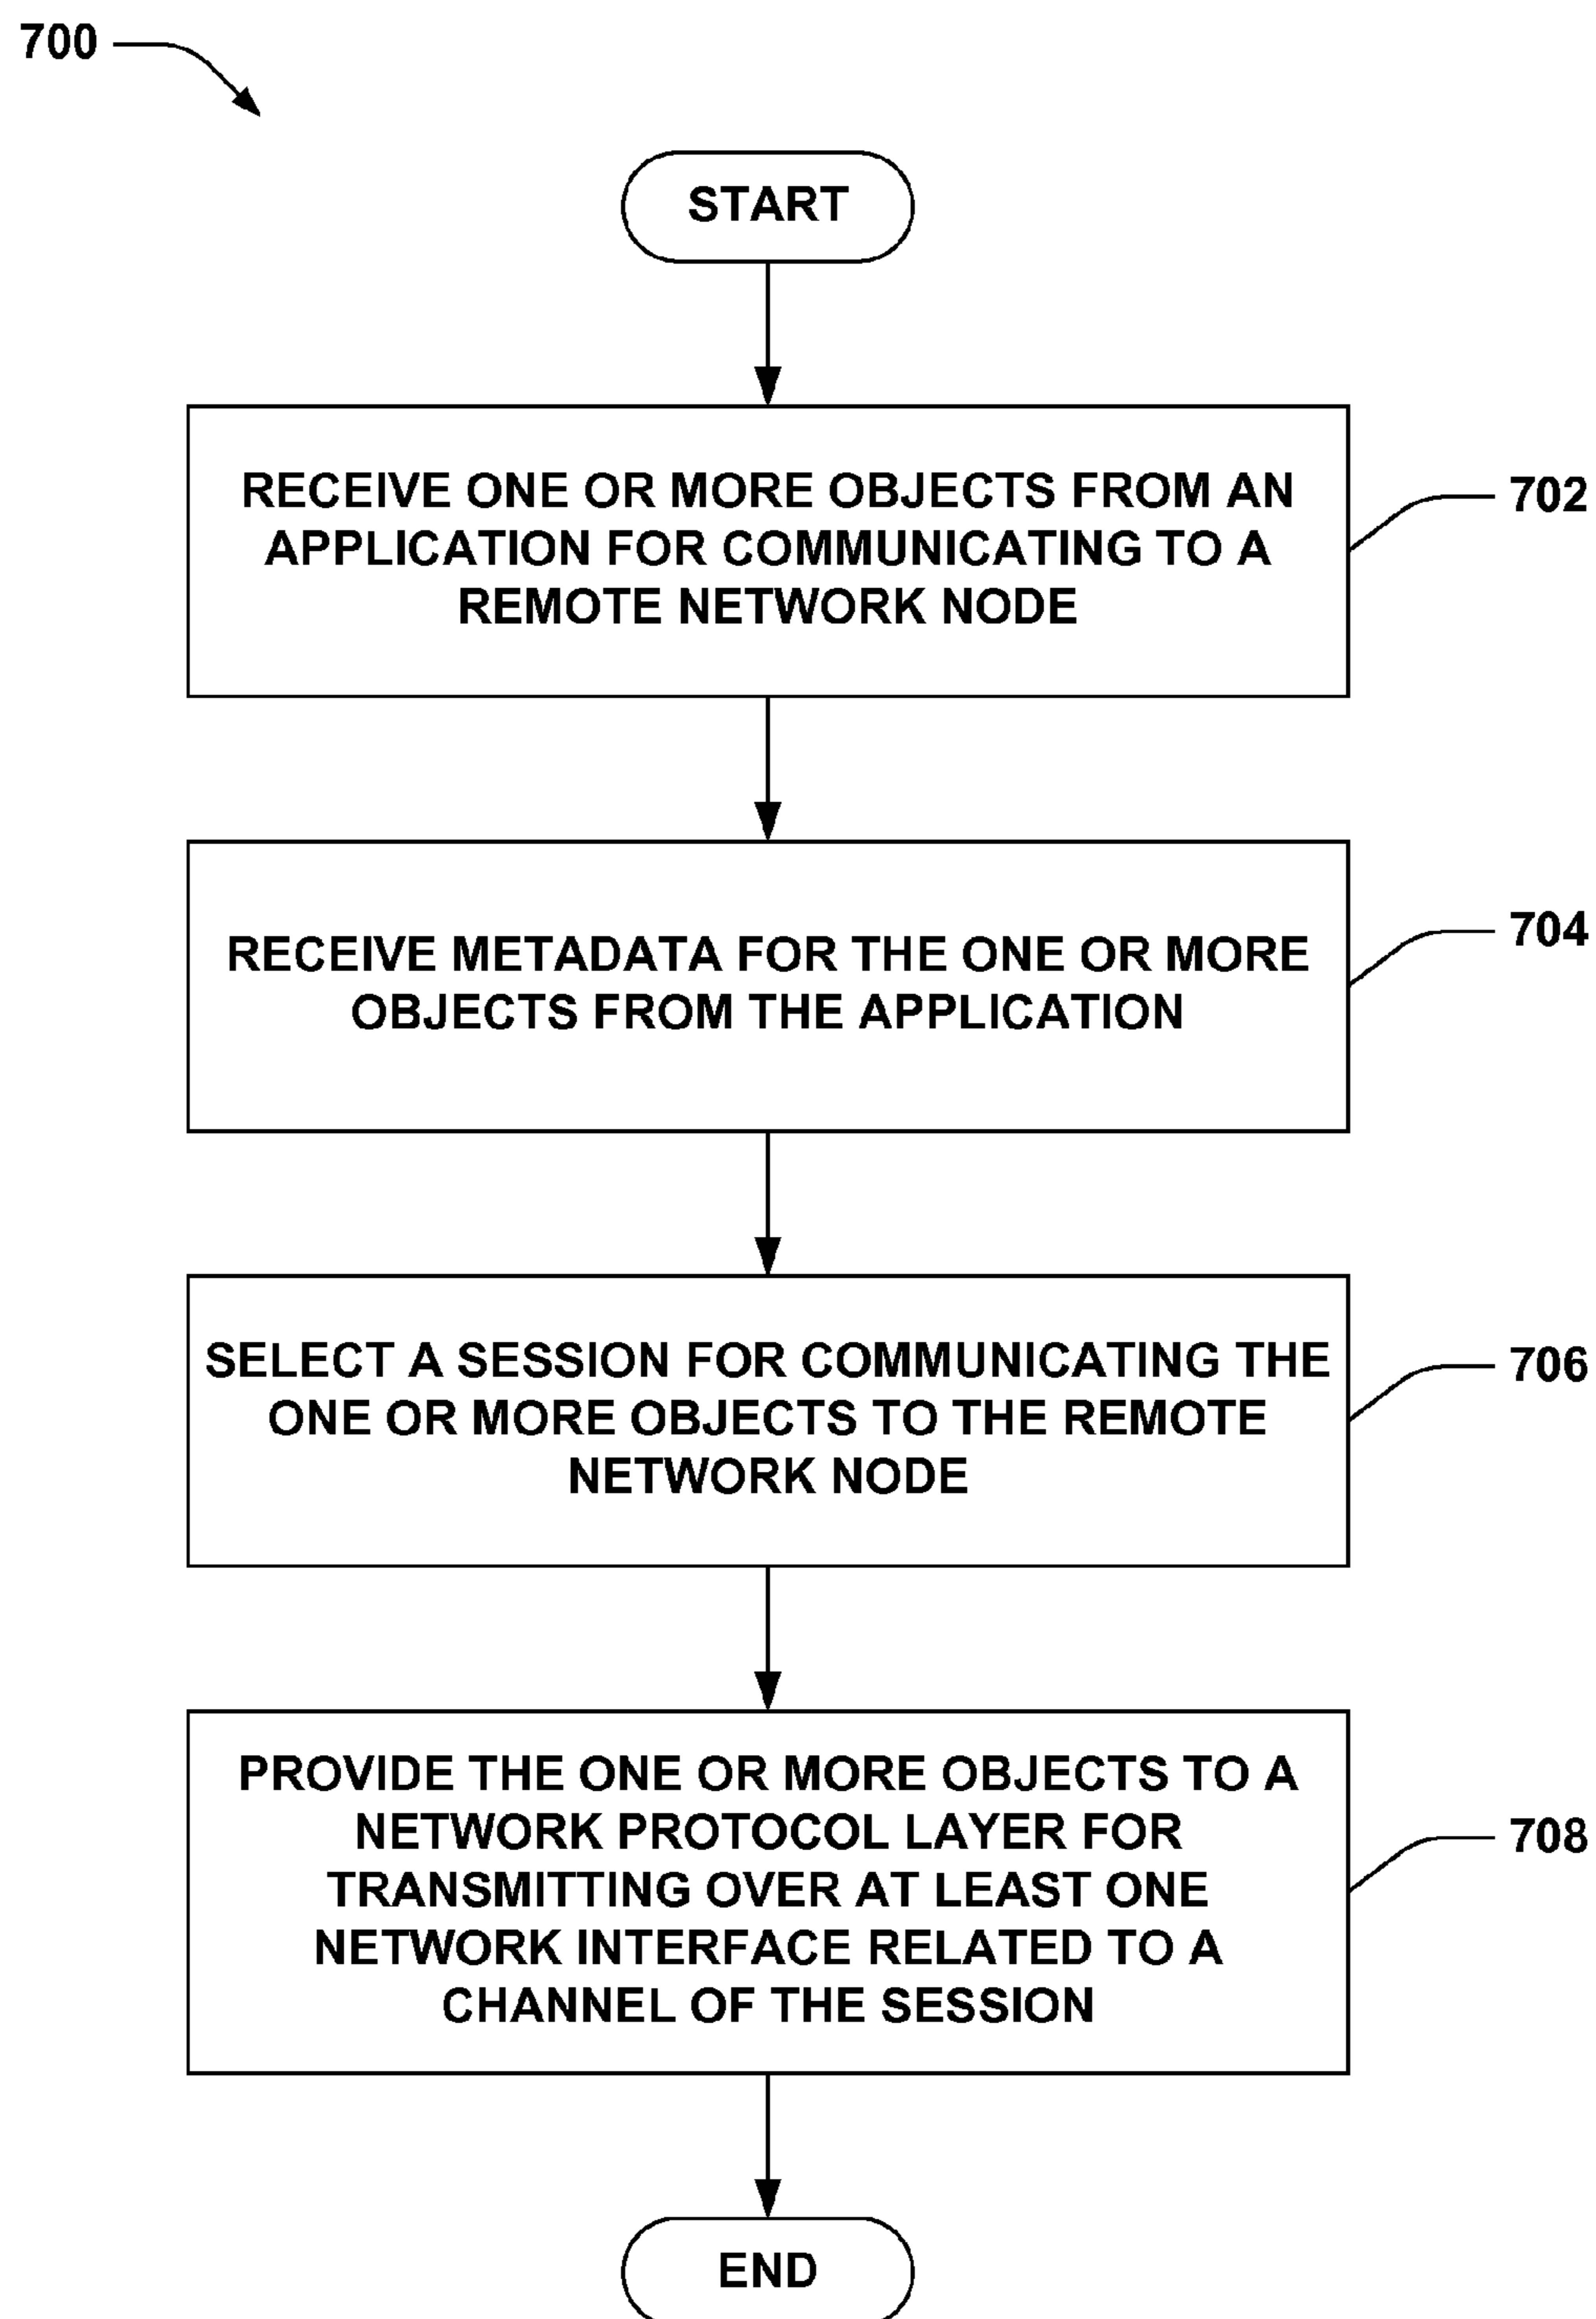 700
START
RECEIVE ONE OR MORE OBJECTS FROM AN
APPLICATION FOR COMMUNICATING TO A
REMOTE NETWORK NODE
702
RECEIVE METADATA FOR THE ONE OR MORE
OBJECTS FROM THE APPLICATION
704
SELECT A SESSION FOR COMMUNICATING THE
ONE OR MORE OBJECTS TO THE REMOTE
NETWORK NODE
706
PROVIDE THE ONE OR MORE OBJECTS TO A
NETWORK PROTOCOL LAYER FOR
TRANSMITTING OVER AT LEAST ONE
NETWORK INTERFACE RELATED TO A
CHANNEL OF THE SESSION
708
END